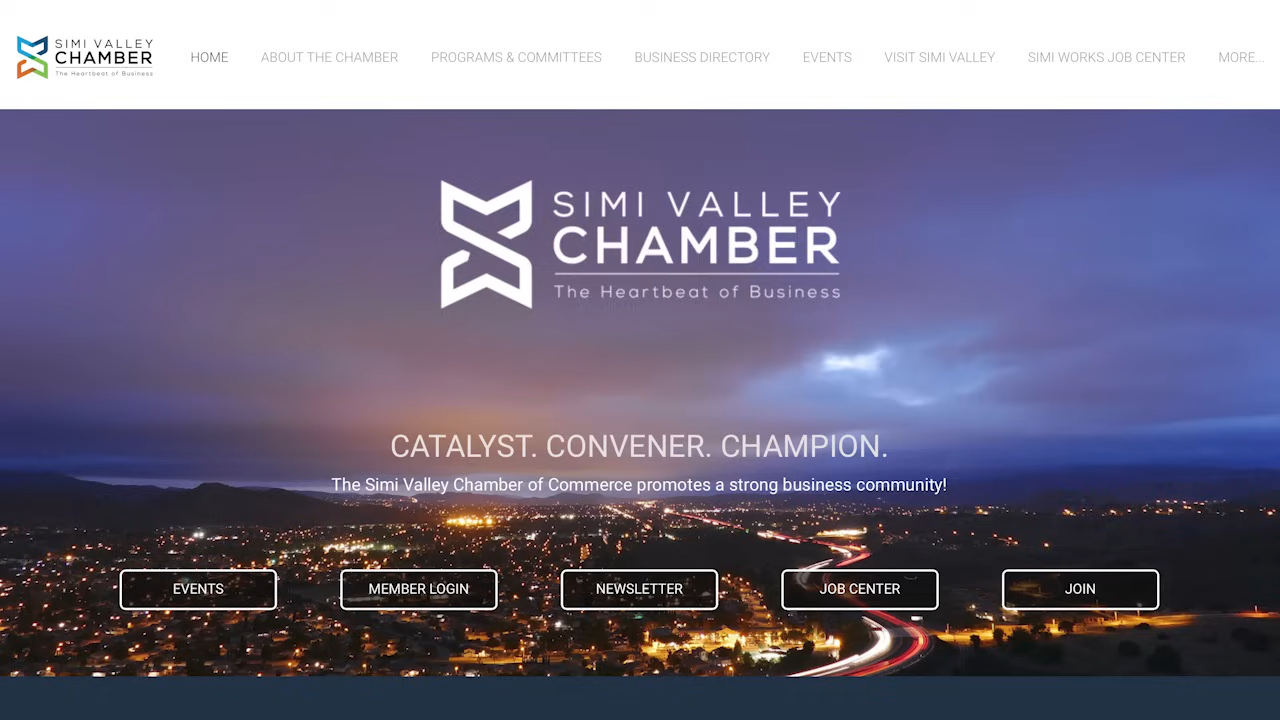 SIMI VALLEY
CHAMBER
The Heartbeat of Business
HOME
ABOUT THE CHAMBER
PROGRAMS & COMMITTEES
BUSINESS DIRECTORY
EVENTS
VISIT SIMI VALLEY
SIMI WORKS JOB CENTER
MORE...
SIMI VALLEY
CHAMBER
The Heartbeat of Business
CATALYST. CONVENER. CHAMPION.
The Simi Valley Chamber of Commerce promotes a strong business community!
EVENTS
MEMBER LOGIN
NEWSLETTER
JOB CENTER
JOIN